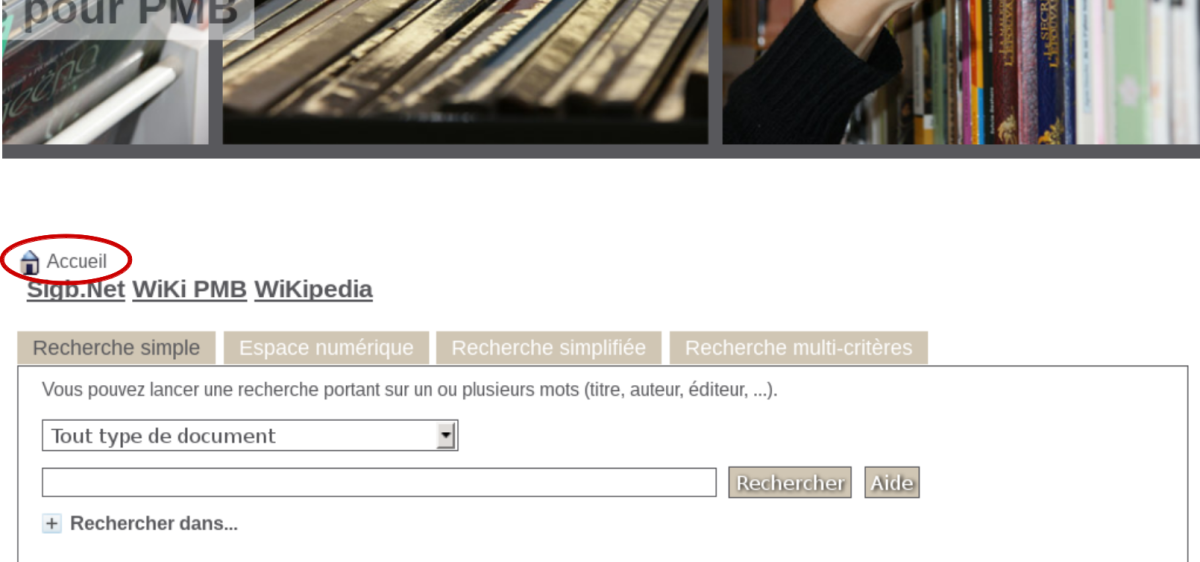 pour PMB
Accueil
Sigb.Net WiKi PMB WiKipedia
Recherche simple Espace numérique Recherche simplifiée Recherche multi-critères
Vous pouvez lancer une recherche portant sur un ou plusieurs mots (titre, auteur, éditeur, ...).
Tout type de document
Rechercher Aide
Rechercher dans...